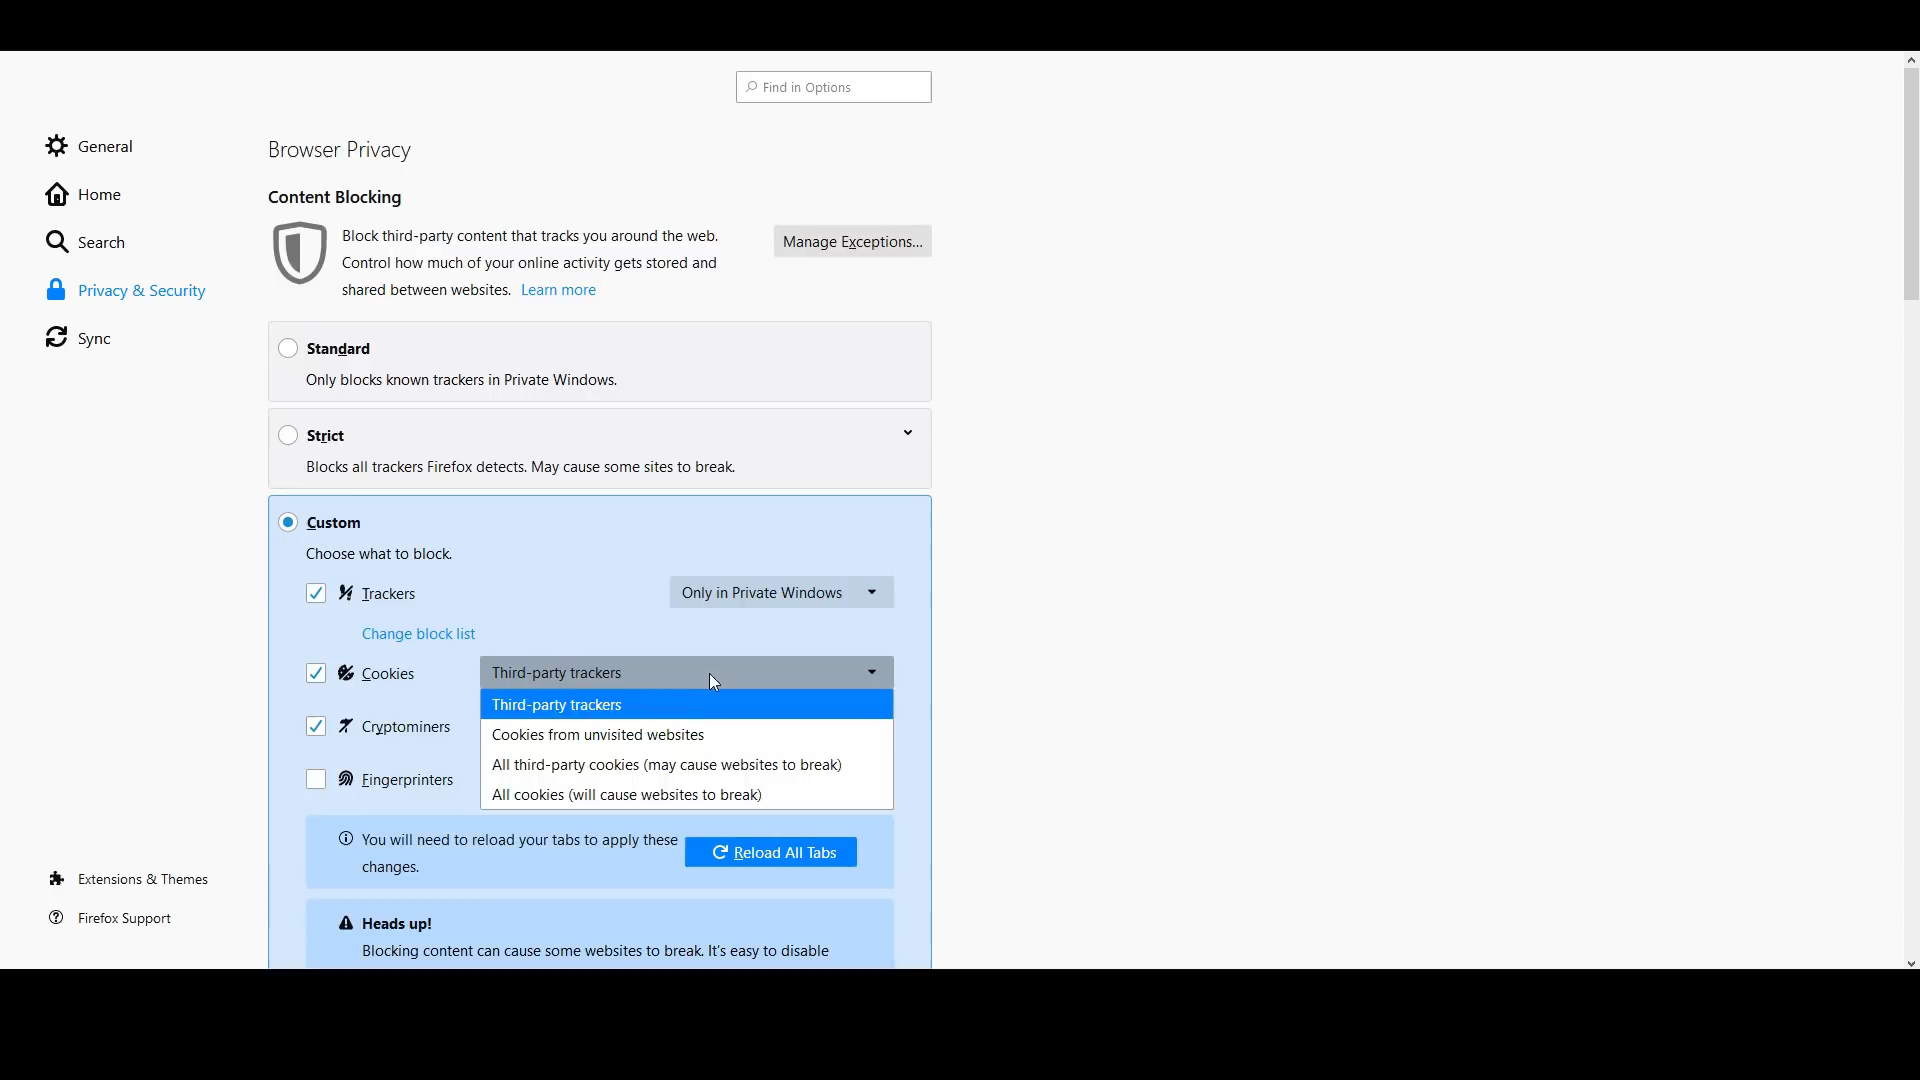 Find in Options
General
Home
Search
Privacy & Security
Sync
Browser Privacy
Content Blocking
Block third-party content that tracks you around the web.
Control how much of your online activity gets stored and
shared between websites. Learn more
Manage Exceptions...
Standard
Only blocks known trackers in Private Windows.
Strict
Blocks all trackers Firefox detects. May cause some sites to break.
Custom
Choose what to block.
Trackers
Only in Private Windows
Change block list
Cookies
Third-party trackers
Third-party trackers
Cookies from unvisited websites
All third-party cookies (may cause websites to break)
All cookies (will cause websites to break)
Cryptominers
Fingerprinters
You will need to reload your tabs to apply these
changes.
Reload All Tabs
Heads up!
Blocking content can cause some websites to break. It’s easy to disable
Extensions & Themes
Firefox Support